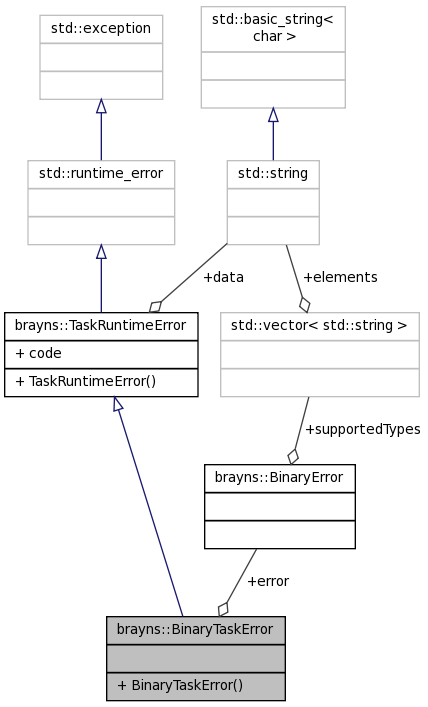 std::exception
std::basic_string<
char >
std::runtime_error
std::string
+data
+elements
brayns::TaskRuntimeError
+ code
+ TaskRuntimeError()
std::vector< std::string >
+supportedTypes
brayns::BinaryError
+error
brayns::BinaryTaskError
+ BinaryTaskError()